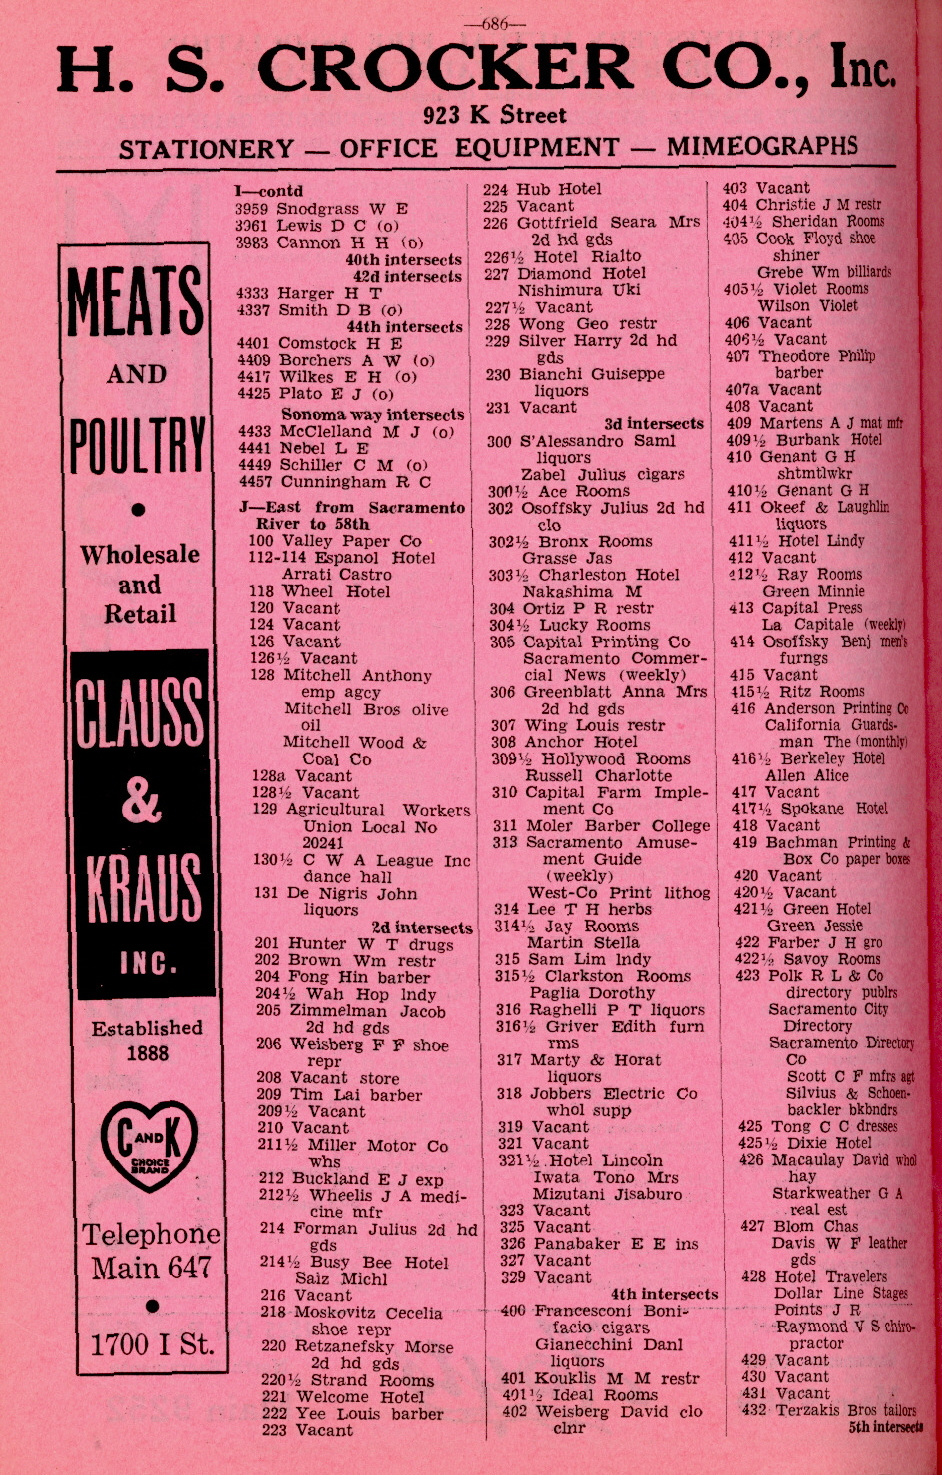 —686—
H. S. CROCKER CO., Inc.
923 K Street
STATIONERY — OFFICE EQUIPMENT — MIMEOGRAPHS
MEATS
AND
POULTRY
•
Wholesale
and
Retail
CLAUSS
&
KRAUS
INC.
Established
1888
C AND K
CHOICE
BRAND
Telephone
Main 647
•
1700 I St.
I—contd
3959 Snodgrass W E
3961 Lewis D C (o)
3983 Cannon H H (o)
40th intersects
42d intersects
4333 Harger H T
4337 Smith D B (o)
44th intersects
4401 Comstock H E
4409 Borchers A W (o)
4417 Wilkes E H (o)
4425 Plato E J (o)
Sonoma way intersects
4433 McClelland M J (o)
4441 Nebel L E
4449 Schiller C M (o)
4457 Cunningham R C
J—East from Sacramento
River to 58th
100 Valley Paper Co
112-114 Espanol Hotel
Arrati Castro
118 Wheel Hotel
120 Vacant
124 Vacant
126 Vacant
126½ Vacant
128 Mitchell Anthony
emp agcy
Mitchell Bros olive
oil
Mitchell Wood &
Coal Co
128a Vacant
128½ Vacant
129 Agricultural Workers
Union Local No
20241
130½ C W A League Inc
dance hall
131 De Nigris John
liquors
2d intersects
201 Hunter W T drugs
202 Brown Wm restr
204 Fong Hin barber
204½ Wah Hop lndy
205 Zimmelman Jacob
2d hd gds
206 Weisberg F F shoe
repr
208 Vacant store
209 Tim Lai barber
209½ Vacant
210 Vacant
211½ Miller Motor Co
whs
212 Buckland E J exp
212½ Wheelis J A medi-
cine mfr
214 Forman Julius 2d hd
gds
214½ Busy Bee Hotel
Saiz Michl
216 Vacant
218 Moskovitz Cecelia
shoe repr
220 Retzanefsky Morse
2d hd gds
220½ Strand Rooms
221 Welcome Hotel
222 Yee Louis barber
223 Vacant
224 Hub Hotel
225 Vacant
226 Gottfrield Seara Mrs
2d hd gds
226½ Hotel Rialto
227 Diamond Hotel
Nishimura Uki
227½ Vacant
228 Wong Geo restr
229 Silver Harry 2d hd
gds
230 Bianchi Guiseppe
liquors
231 Vacant
3d intersects
300 S'Alessandro Saml
liquors
Zabel Julius cigars
300½ Ace Rooms
302 Osoffsky Julius 2d hd
clo
302½ Bronx Rooms
Grasse Jas
303½ Charleston Hotel
Nakashima M
304 Ortiz P R restr
304½ Lucky Rooms
305 Capital Printing Co
Sacramento Commer-
cial News (weekly)
306 Greenblatt Anna Mrs
2d hd gds
307 Wing Louis restr
308 Anchor Hotel
309½ Hollywood Rooms
Russell Charlotte
310 Capital Farm Imple-
ment Co
311 Moler Barber College
313 Sacramento Amuse-
ment Guide
(weekly)
West-Co Print lithog
314 Lee T H herbs
314½ Jay Rooms
Martin Stella
315 Sam Lim lndy
315½ Clarkston Rooms
Paglia Dorothy
316 Raghelli P T liquors
316½ Griver Edith furn
rms
317 Marty & Horat
liquors
318 Jobbers Electric Co
whol supp
319 Vacant
321 Vacant
321½ Hotel Lincoln
Iwata Tono Mrs
Mizutani Jisaburo
323 Vacant
325 Vacant
326 Panabaker E E ins
327 Vacant
329 Vacant
4th intersects
400 Francesconi Boni-
facio cigars
Gianecchini Danl
liquors
401 Kouklis M M restr
401½ Ideal Rooms
402 Weisberg David clo
clnr
403 Vacant
404 Christie J M restr
404½ Sheridan Rooms
405 Cook Floyd shoe
shiner
Grebe Wm billiards
405½ Violet Rooms
Wilson Violet
406 Vacant
406½ Vacant
407 Theodore Philip
barber
407a Vacant
408 Vacant
409 Martens A J mat mfr
409½ Burbank Hotel
410 Genant G H
shtmtlwkr
410½ Genant G H
411 Okeef & Laughlin
liquors
411½ Hotel Lindy
412 Vacant
412½ Ray Rooms
Green Minnie
413 Capital Press
La Capitale (weekly)
414 Osoffsky Benj men's
furngs
415 Vacant
415½ Ritz Rooms
416 Anderson Printing Co
California Guards-
man The (monthly)
416½ Berkeley Hotel
Allen Alice
417 Vacant
417½ Spokane Hotel
418 Vacant
419 Bachman Printing &
Box Co paper boxes
420 Vacant
420½ Vacant
421½ Green Hotel
Green Jessie
422 Farber J H gro
422½ Savoy Rooms
423 Polk R L & Co
directory publrs
Sacramento City
Directory
Sacramento Directory
Co
Scott C F mfrs agt
Silvius & Schoen-
backler bkbndrs
425 Tong C C dresses
425½ Dixie Hotel
426 Macaulay David whol
hay
Starkweather G A
real est
427 Blom Chas
Davis W F leather
gds
428 Hotel Travelers
Dollar Line Stages
Points J R
Raymond V S chiro-
practor
429 Vacant
430 Vacant
431 Vacant
432 Terzakis Bros tailors
5th intersects